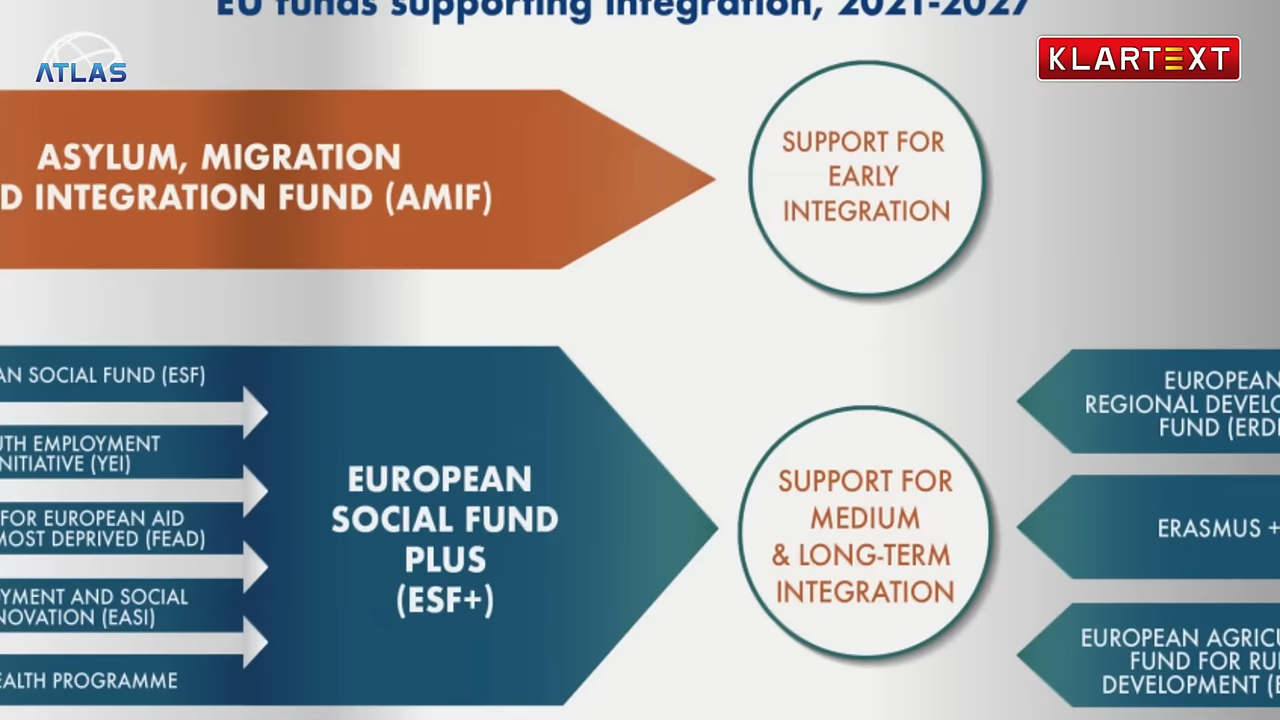 EU funds supporting integration, 2021-2027
ATLAS
KLARTEXT
ASYLUM, MIGRATION
D INTEGRATION FUND (AMIF)
SUPPORT FOR
EARLY
INTEGRATION
AN SOCIAL FUND (ESF)
UTH EMPLOYMENT
NITIATIVE (YEI)
FOR EUROPEAN AID
MOST DEPRIVED (FEAD)
YMENT AND SOCIAL
NOVATION (EASI)
EALTH PROGRAMME
EUROPEAN
SOCIAL FUND
PLUS
(ESF+)
SUPPORT FOR
MEDIUM
& LONG-TERM
INTEGRATION
EUROPEAN
REGIONAL DEVELO
FUND (ERD
ERASMUS +
EUROPEAN AGRICU
FUND FOR RU
DEVELOPMENT (E